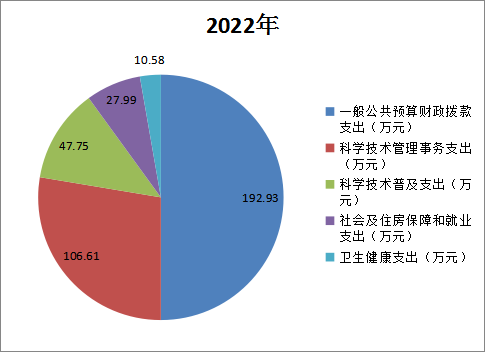 2022年
10.58
27.99
47.75
192.93
106.61
一般公共预算财政拨款
支出（万元）
科学技术管理事务支出
（万元）
科学技术普及支出（万
元）
社会及住房保障和就业
支出（万元）
卫生健康支出（万元）